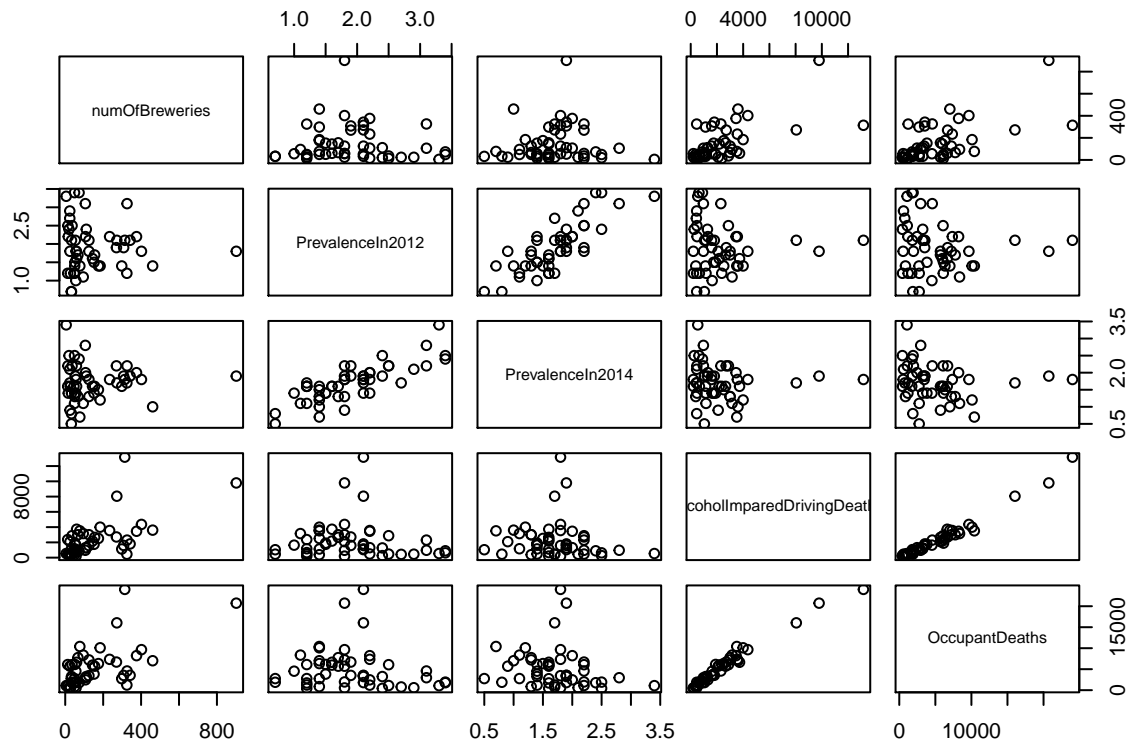 1.0 2.0 3.0
0 4000 10000
numOfBreweries
0 400
1.0 2.5
PrevalenceIn2012
PrevalenceIn2014
0.5 2.0 3.5
0 8000
coholImparedDrivingDeath
OccupantDeaths
0 15000
0 400 800
0.5 1.5 2.5 3.5
0 10000